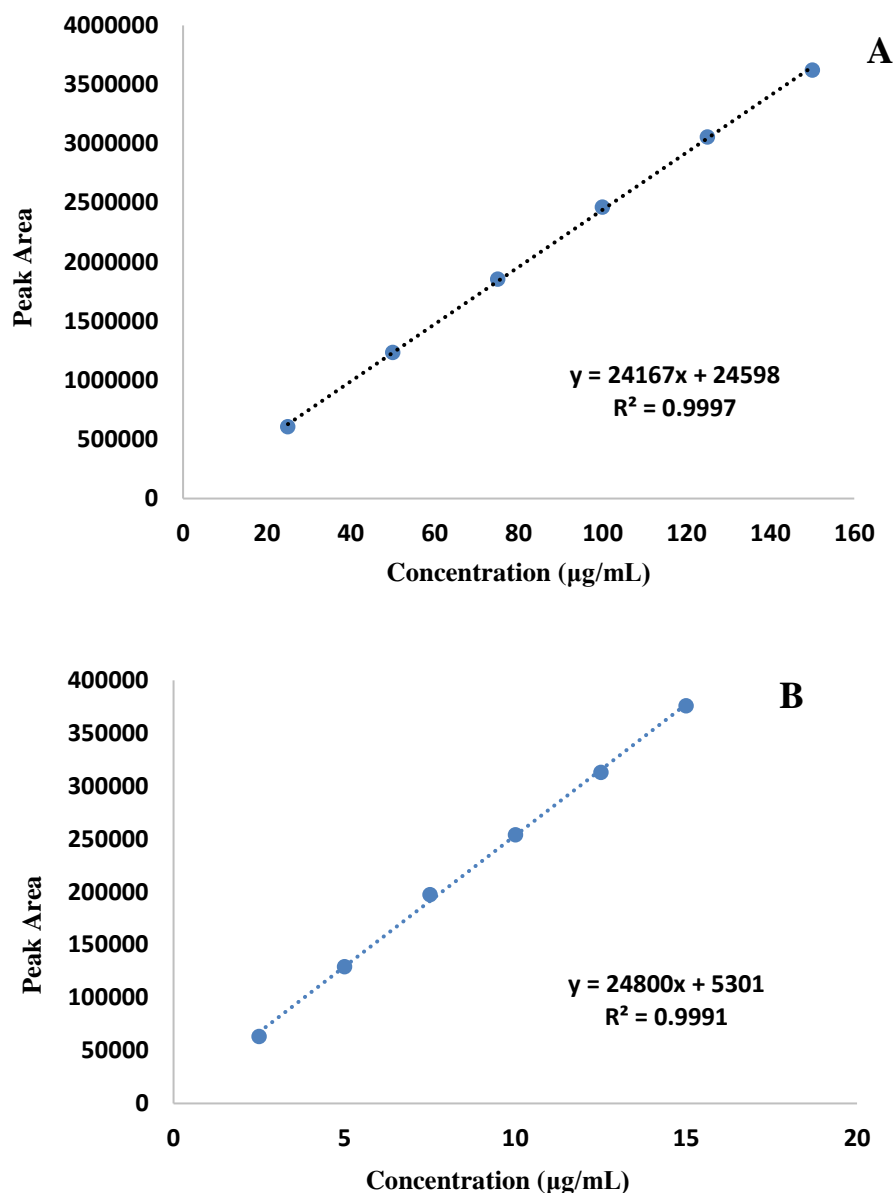 A
4000000
3500000
3000000
2500000
2000000
1500000
1000000
500000
0
Peak Area
y = 24167x + 24598
R² = 0.9997
0 20 40 60 80 100 120 140 160
Concentration (µg/mL)
B
400000
350000
300000
250000
200000
150000
100000
50000
0
Peak Area
y = 24800x + 5301
R² = 0.9991
0 5 10 15 20
Concentration (µg/mL)